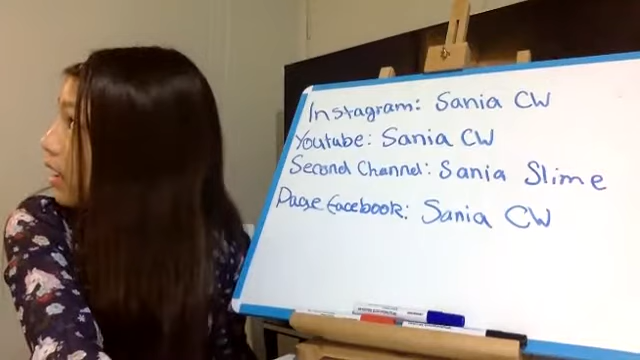 Instagram: Sania CW
Youtube: Sania CW
Second Channel: Sania Slime
Page facebook: Sania CW